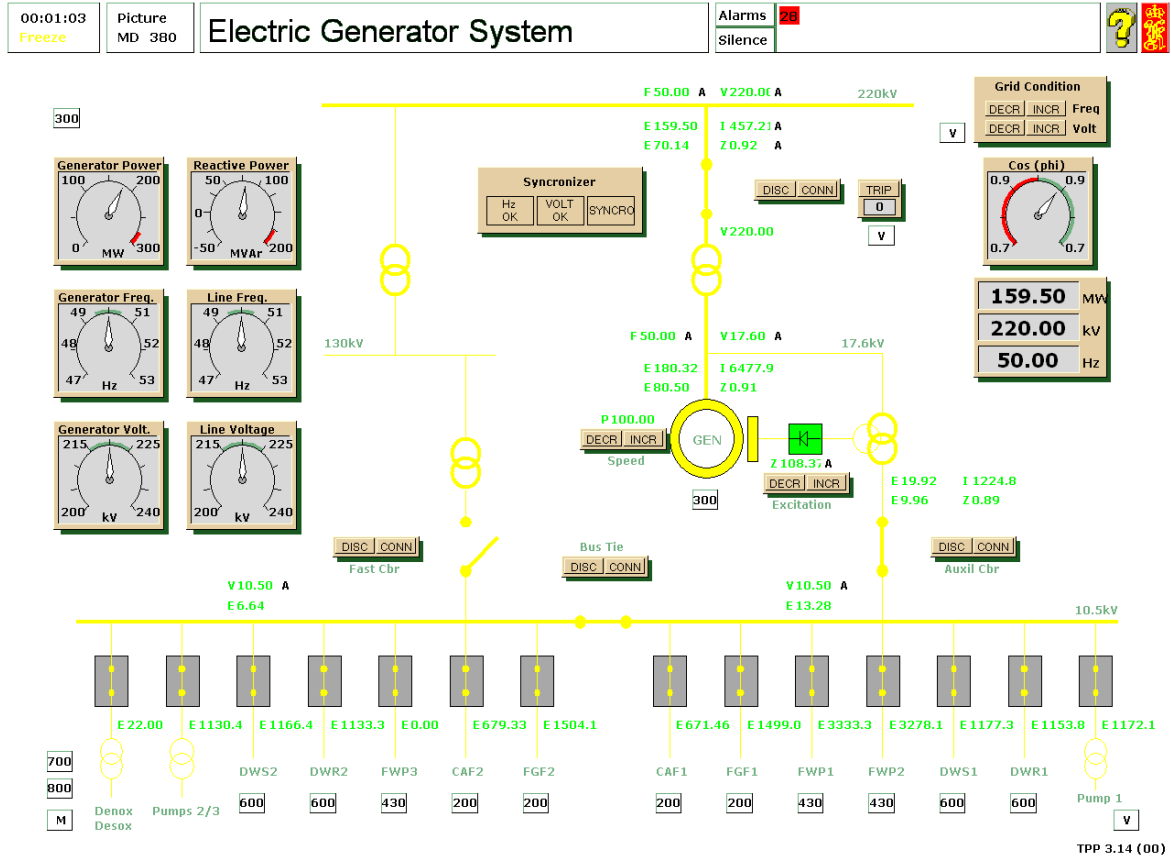 00:01:03
Freeze
Picture
MD 380
Electric Generator System
Alarms 28
Silence
?
F 50.00 A V 220.00 A 220kV
E 159.50 I 457.21 A
E 70.14 Z 0.92 A
300
V
Grid Condition
DECR INCR Freq
DECR INCR Volt
Generator Power
100 200
0 300
MW
Reactive Power
50 100
0
-50 200
MVAr
Syncronizer
Hz OK VOLT OK SYNCRO
DISC CONN
TRIP
0
V
Cos (phi)
0.9 0.9
0.7 0.7
V 220.00
159.50 MW
220.00 kV
50.00 Hz
Generator Freq.
49 51
48 52
47 53
Hz
Line Freq.
49 51
48 52
47 53
Hz
130kV
F 50.00 A V 17.60 A 17.6kV
E 180.32 I 6477.9
E 80.50 Z 0.91
Generator Volt.
215 225
200 240
kV
Line Voltage
215 225
200 240
kV
P 100.00
DECR INCR
Speed
GEN
300
Z 108.37 A
DECR INCR
Excitation
E 19.92 I 1224.8
E 9.96 Z 0.89
DISC CONN
Fast Cbr
Bus Tie
DISC CONN
DISC CONN
Auxil Cbr
V 10.50 A
E 6.64
V 10.50 A
E 13.28
10.5kV
E 22.00 E 1130.4 E 1166.4 E 1133.3 E 0.00 E 679.33 E 1504.1 E 671.46 E 1499.0 E 3333.3 E 3278.1 E 1177.3 E 1153.8 E 1172.1
700
800
M
Denox
Desox
Pumps 2/3
DWS2 DWR2 FWP3 CAF2 FGF2 CAF1 FGF1 FWP1 FWP2 DWS1 DWR1
600 600 430 200 200 200 200 430 430 600 600
Pump 1
V
TPP 3.14 (00)